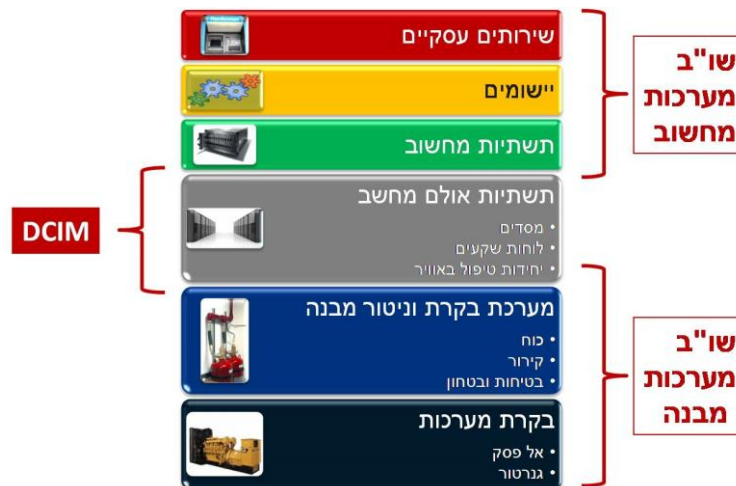 שירותים עסקיים
יישומים
תשתיות מחשוב
תשתיות אולם מחשב
• מסדים
• לוחות שקעים
• יחידות טיפול באוויר
מערכת בקרת וניטור מבנה
• כוח
• קירור
• בטיחות ובטחון
בקרת מערכות
• אל פסק
• גנרטור
שו"ב
מערכות
מחשוב
שו"ב
מערכות
מבנה
DCIM